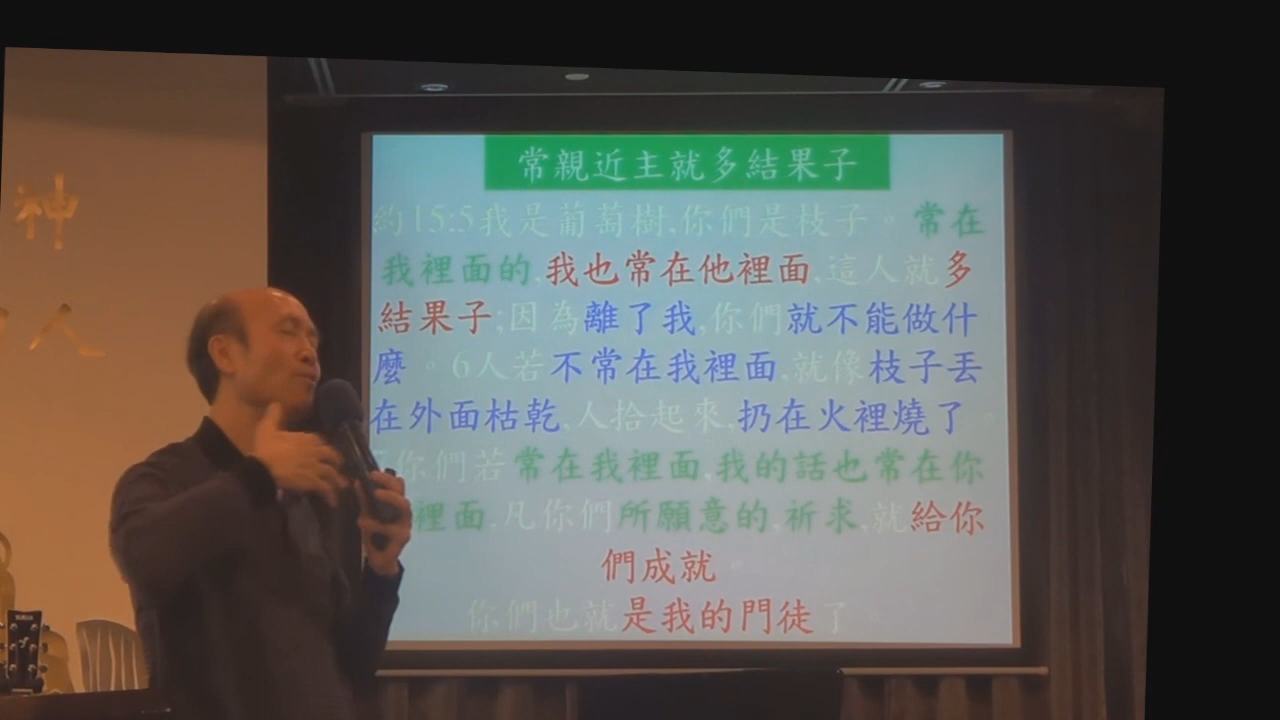 常親近主就多結果子
約15:5我是葡萄樹,你們是枝子。常在
我裡面的,我也常在他裡面,這人就多
結果子;因為離了我,你們就不能做什
麼。6人若不常在我裡面,就像枝子丟
在外面枯乾,人拾起來,扔在火裡燒了。
你們若常在我裡面,我的話也常在你
裡面,凡你們所願意的,祈求,就給你
們成就。
你們也就是我的門徒了。
神
人
YAMAHA